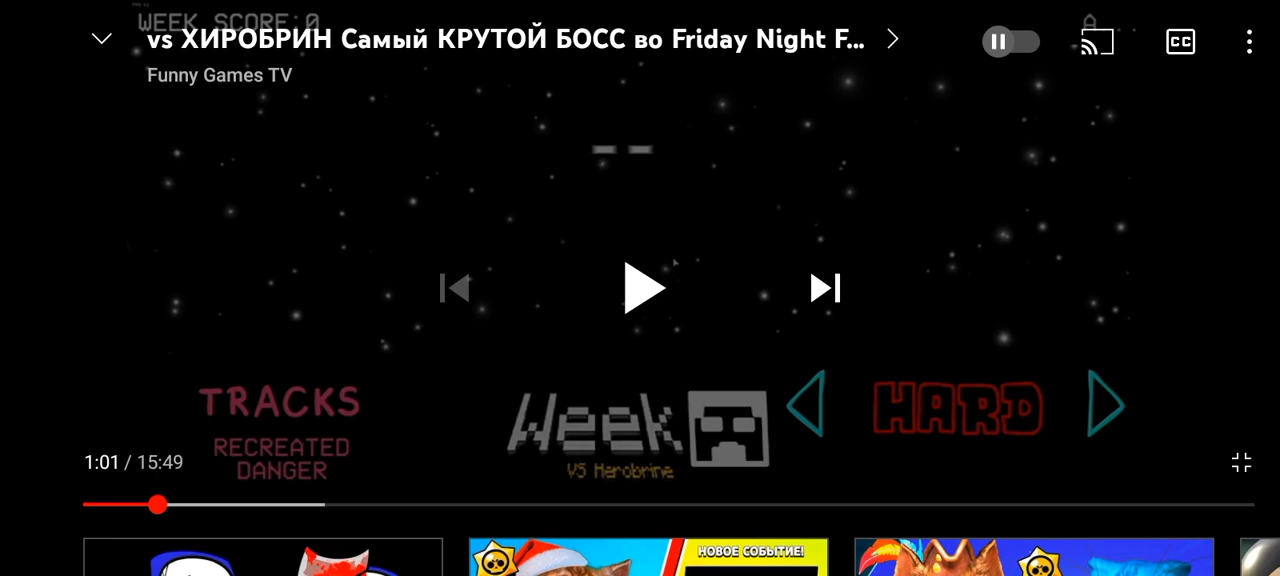 WEEK SCORE:0
vs ХИРОБРИН Самый КРУТОЙ БОСС во Friday Night F...
Funny Games TV
CC
TRACKS
RECREATED
DANGER
Week
VS Herobrine
HARD
1:01 / 15:49
НОВОЕ СОБЫТИЕ!